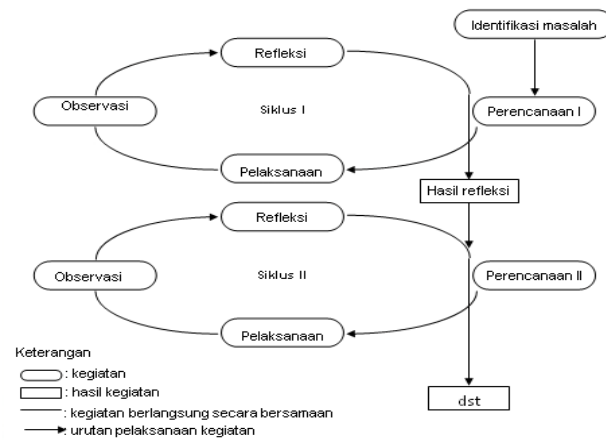 Identifikasi masalah
Refleksi
Observasi
Siklus I
Perencanaan I
Pelaksanaan
Hasil refleksi
Refleksi
Observasi
Siklus II
Perencanaan II
Pelaksanaan
Keterangan
: kegiatan
: hasil kegiatan
: kegiatan berlangsung secara bersamaan
: urutan pelaksanaan kegiatan
dst